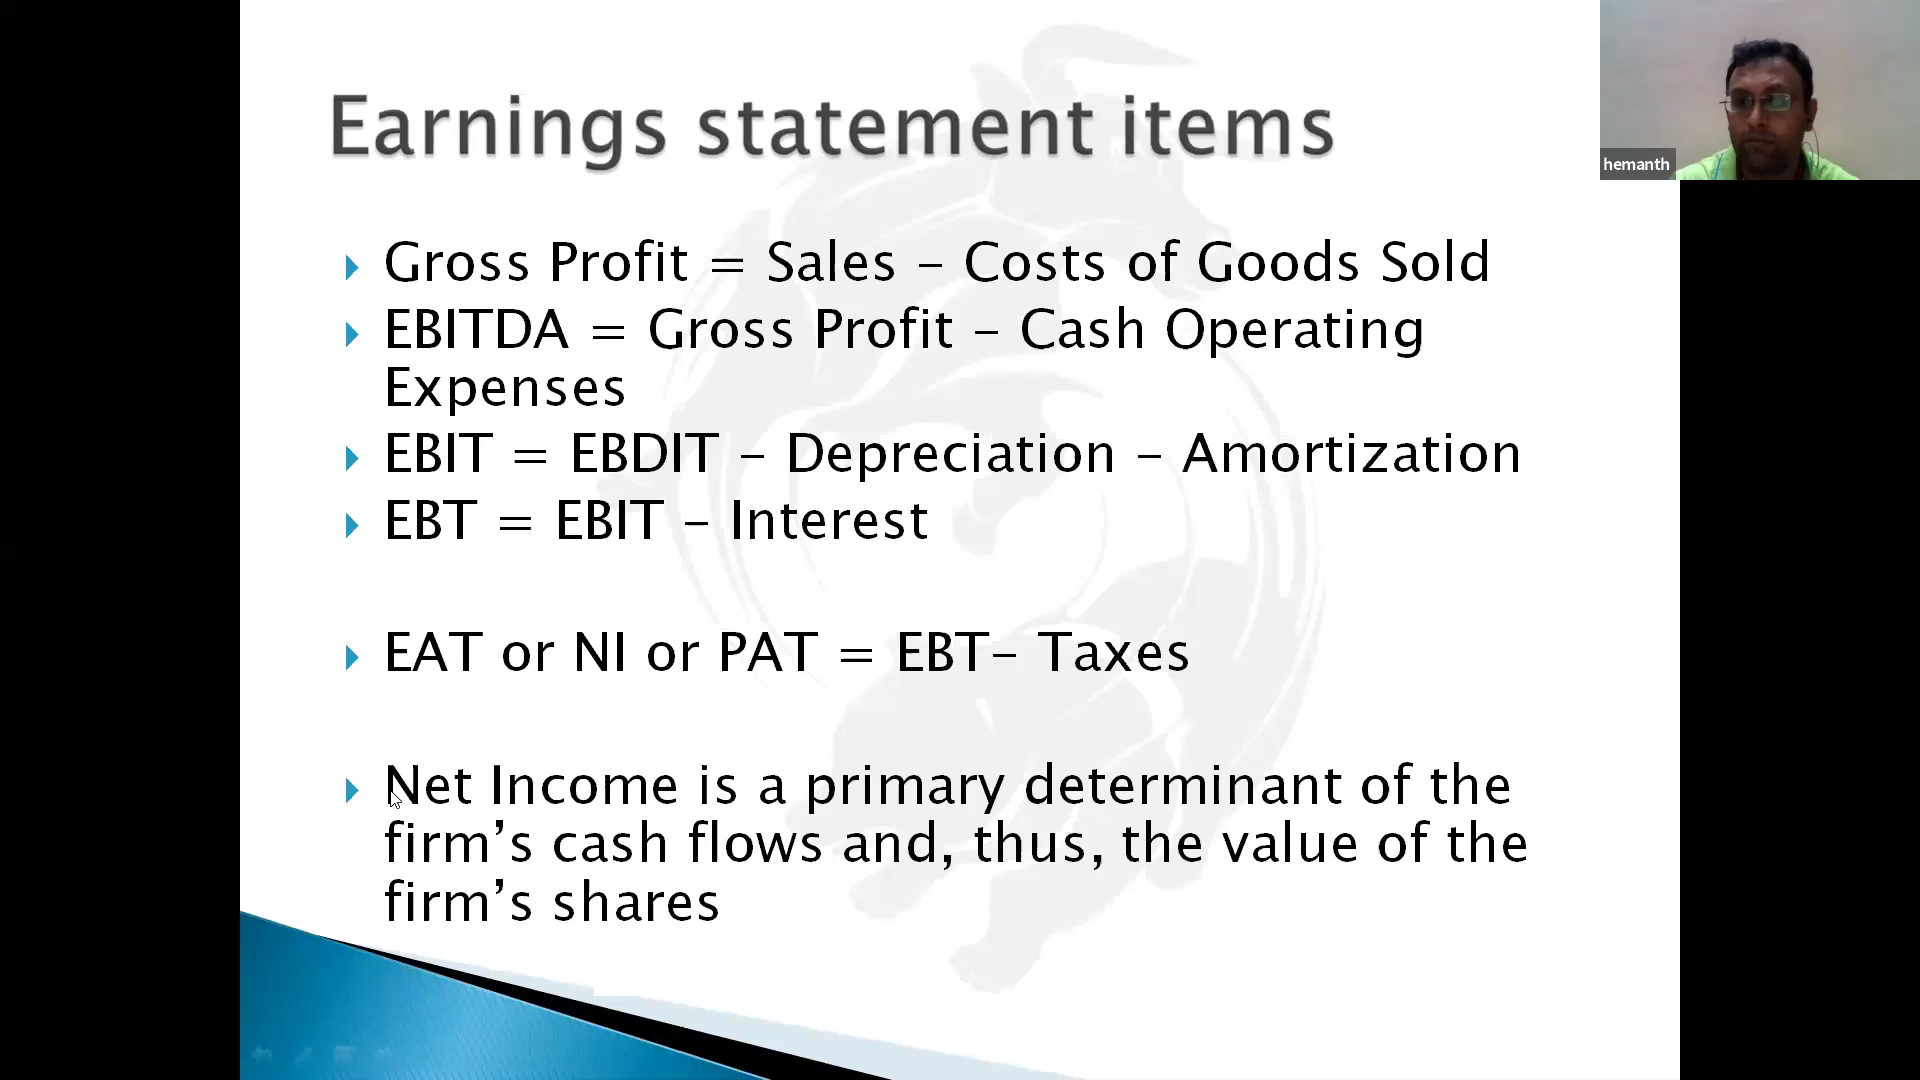 Earnings statement items
hemanth
Gross Profit = Sales – Costs of Goods Sold
EBITDA = Gross Profit – Cash Operating
Expenses
EBIT = EBDIT – Depreciation – Amortization
EBT = EBIT – Interest
EAT or NI or PAT = EBT– Taxes
Net Income is a primary determinant of the
firm’s cash flows and, thus, the value of the
firm’s shares